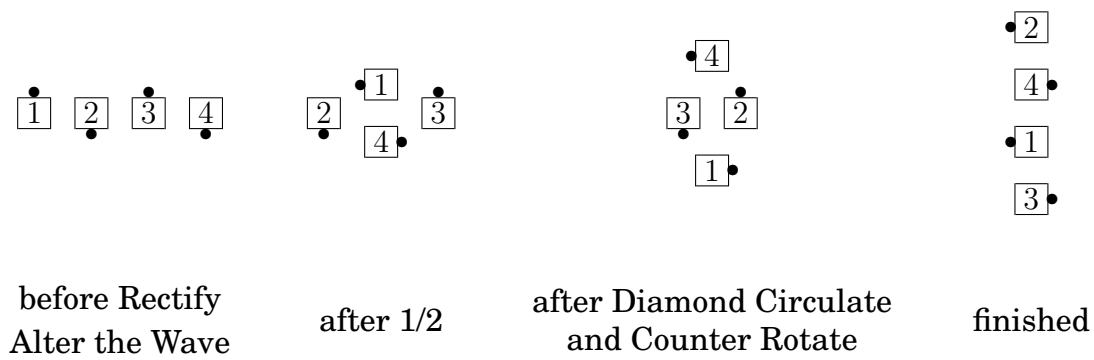 2
1 4
4
1 2 3 4 2 3 3 2
4 1
1
3
before Rectify
Alter the Wave
after 1/2
after Diamond Circulate
and Counter Rotate
finished